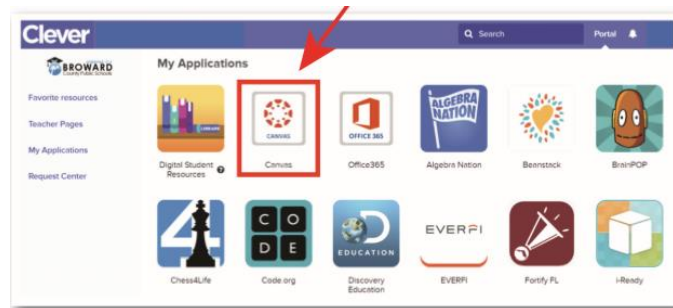 Clever
Search
Portal
BROWARD
County Public Schools
My Applications
Favorite resources
Teacher Pages
My Applications
Request Center
CANVAS
OFFICE 365
ALGEBRA
NATION
Digital Student
Resources
Canvas
Office365
Algebra Nation
Beanstack
BrainPOP
4
C O
D E
EDUCATION
EVERFI
Chess4Life
Code.org
Discovery
Education
EVERFI
Fortify FL
i-Ready